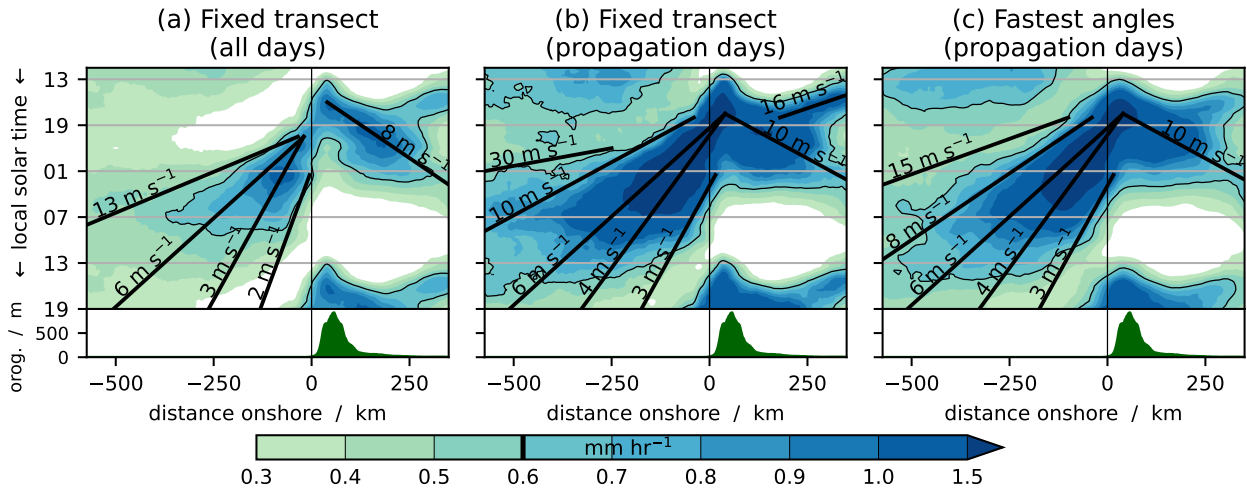 (a) Fixed transect
(all days)
(b) Fixed transect
(propagation days)
(c) Fastest angles
(propagation days)
← local solar time ←
13
19
01
07
13
19
13 m s⁻¹
6 m s⁻¹
3 m s⁻¹
2 m s⁻¹
8 m s⁻¹
30 m s⁻¹
10 m s⁻¹
6 m s⁻¹
4 m s⁻¹
3 m s⁻¹
16 m s⁻¹
10 m s⁻¹
15 m s⁻¹
8 m s⁻¹
6 m s⁻¹
4 m s⁻¹
3 m s⁻¹
10 m s⁻¹
orog. / m
500
0
−500 −250 0 250
−500 −250 0 250
−500 −250 0 250
distance onshore / km
distance onshore / km
distance onshore / km
mm hr⁻¹
0.3 0.4 0.5 0.6 0.7 0.8 0.9 1.0 1.5